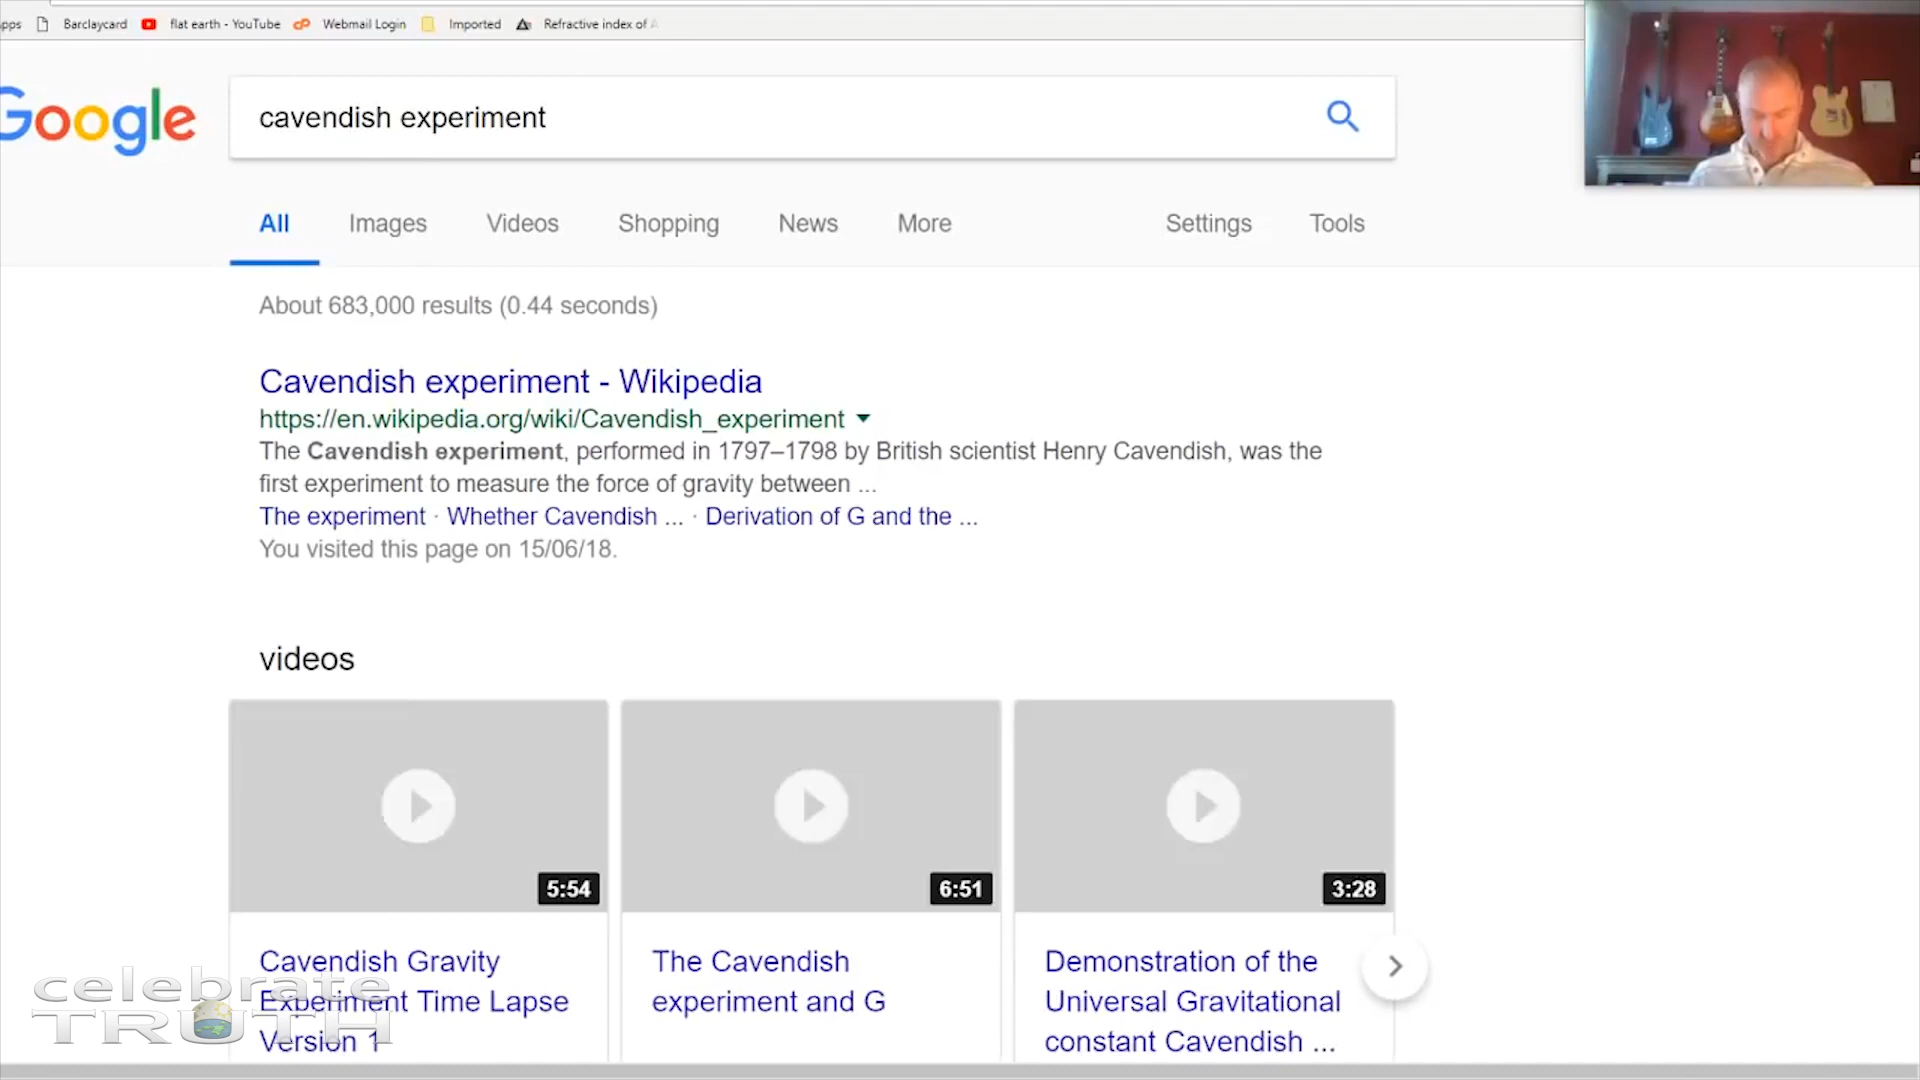 pps Barclaycard flat earth - YouTube Webmail Login Imported Refractive index of A
Google
cavendish experiment
All Images Videos Shopping News More Settings Tools
About 683,000 results (0.44 seconds)
Cavendish experiment - Wikipedia
https://en.wikipedia.org/wiki/Cavendish_experiment
The Cavendish experiment, performed in 1797–1798 by British scientist Henry Cavendish, was the
first experiment to measure the force of gravity between ...
The experiment · Whether Cavendish ... · Derivation of G and the ...
You visited this page on 15/06/18.
videos
5:54
6:51
3:28
Cavendish Gravity
Experiment Time Lapse
Version 1
The Cavendish
experiment and G
Demonstration of the
Universal Gravitational
constant Cavendish ...
celebrate
TRUTH